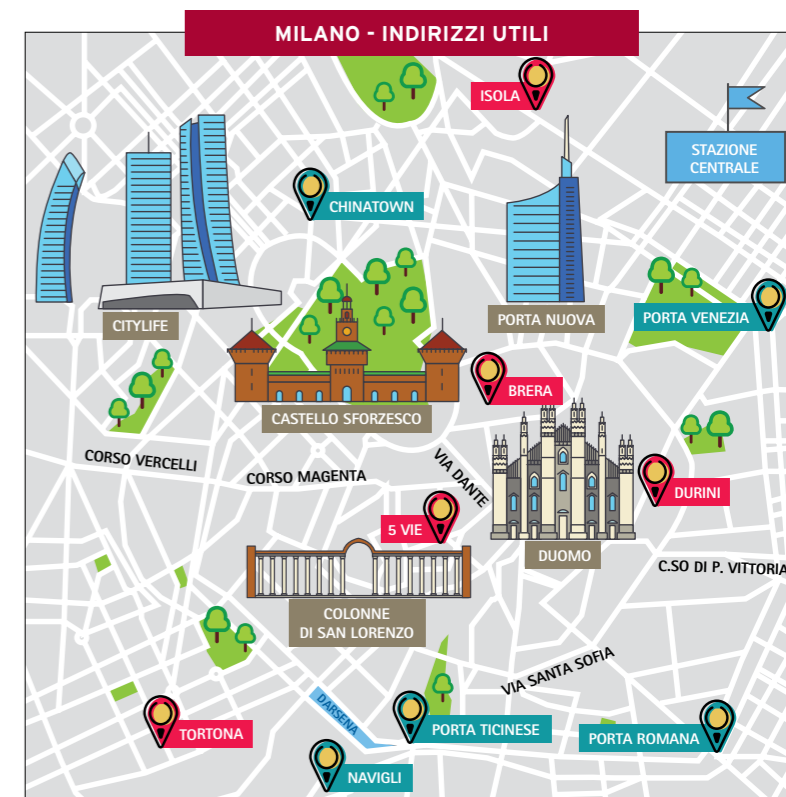 MILANO - INDIRIZZI UTILI
ISOLA
STAZIONE
CENTRALE
CHINATOWN
CITYLIFE
PORTA NUOVA
PORTA VENEZIA
BRERA
CASTELLO SFORZESCO
CORSO VERCELLI
CORSO MAGENTA
VIA DANTE
DURINI
5 VIE
DUOMO
C.SO DI P. VITTORIA
COLONNE
DI SAN LORENZO
VIA SANTA SOFIA
DARSENA
TORTONA
PORTA TICINESE
PORTA ROMANA
NAVIGLI